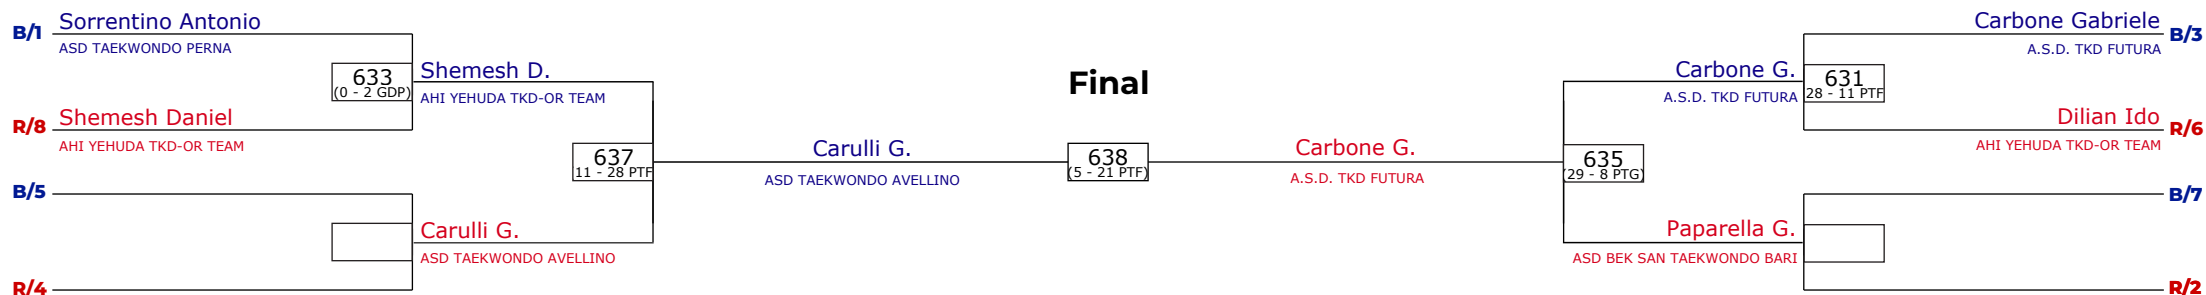 B/1
Sorrentino Antonio
ASD TAEKWONDO PERNA
633
(0 - 2 GDP)
Shemesh D.
AHI YEHUDA TKD-OR TEAM
R/8
Shemesh Daniel
AHI YEHUDA TKD-OR TEAM
637
11 - 28 PTF
B/5
Carulli G.
ASD TAEKWONDO AVELLINO
R/4
Final
Carulli G.
ASD TAEKWONDO AVELLINO
638
(5 - 21 PTF)
Carbone G.
A.S.D. TKD FUTURA
Carbone Gabriele
A.S.D. TKD FUTURA
B/3
Carbone G.
A.S.D. TKD FUTURA
631
28 - 11 PTF
Dilian Ido
AHI YEHUDA TKD-OR TEAM
R/6
635
(29 - 8 PTG)
B/7
Paparella G.
ASD BEK SAN TAEKWONDO BARI
R/2